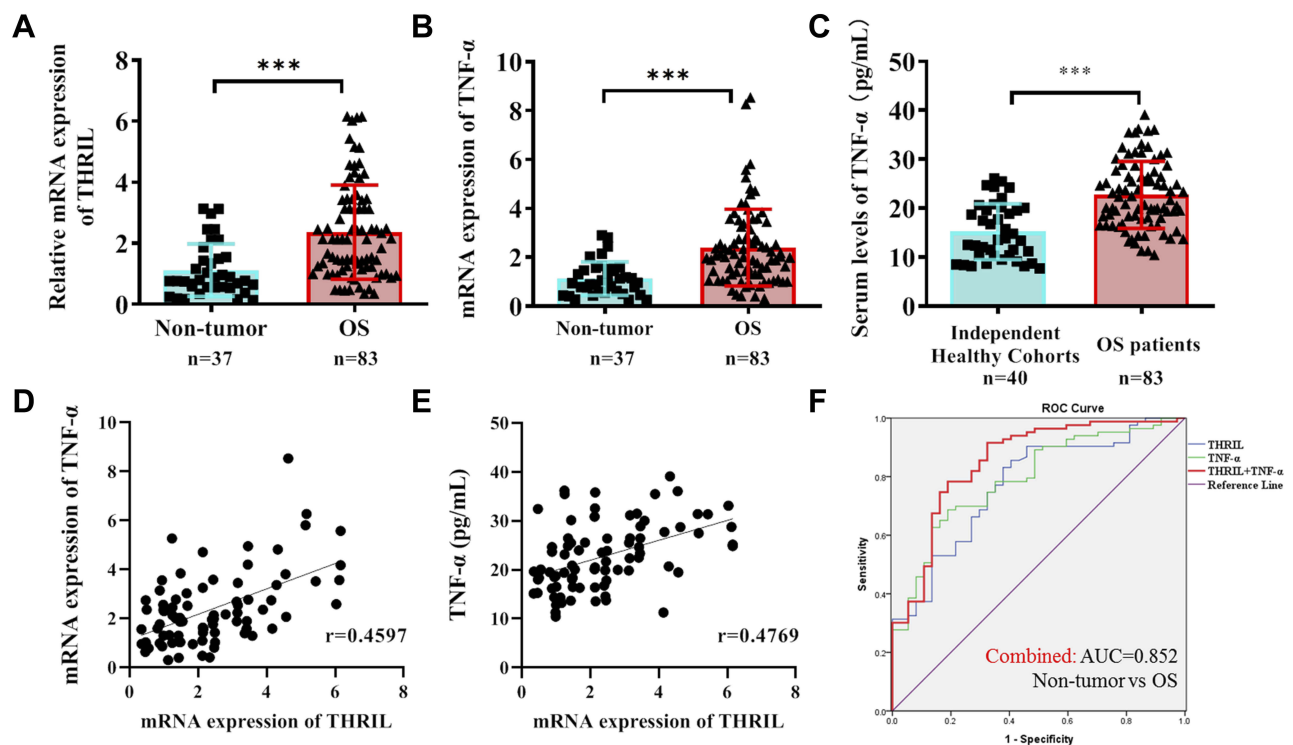 A
Relative mRNA expression
of THRIL
8
6
4
2
0
***
Non-tumor
OS
n=37
n=83
B
mRNA expression of TNF-α
10
8
6
4
2
0
***
Non-tumor
OS
n=37
n=83
C
Serum levels of TNF-α (pg/mL)
50
40
30
20
10
0
***
Independent
Healthy Cohorts
n=40
OS patients
n=83
D
mRNA expression of TNF-α
10
8
6
4
2
0
r=0.4597
0
2
4
6
8
mRNA expression of THRIL
E
TNF-α (pg/mL)
50
40
30
20
10
0
r=0.4769
0
2
4
6
8
mRNA expression of THRIL
F
ROC Curve
Sensitivity
1.0
0.8
0.6
0.4
0.2
0.0
THRIL
TNF-α
THRIL+TNF-α
Reference Line
Combined: AUC=0.852
Non-tumor vs OS
0.0
0.2
0.4
0.6
0.8
1.0
1 - Specificity